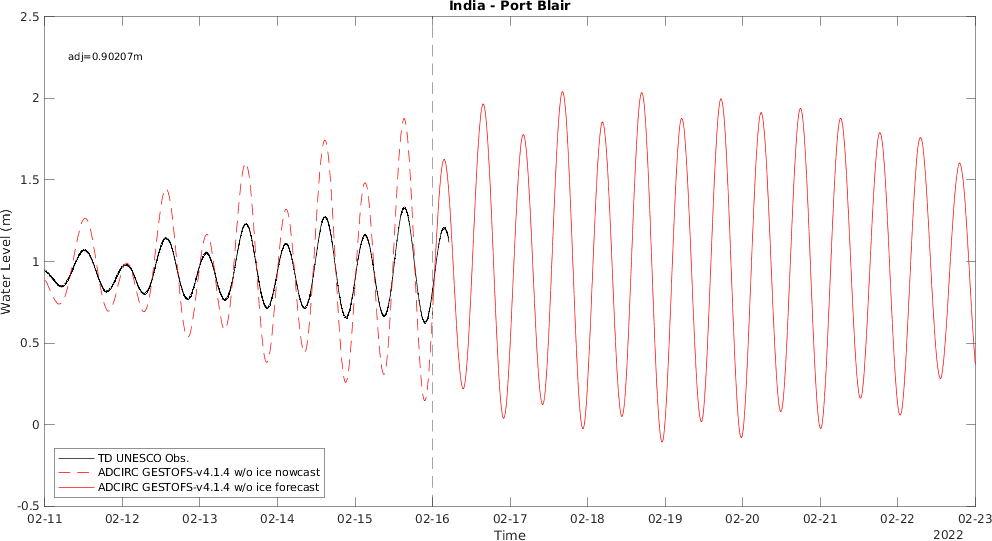 India - Port Blair
adj=0.90207m
Water Level (m)
2.5
2
1.5
1
0.5
0
-0.5
TD UNESCO Obs.
ADCIRC GESTOFS-v4.1.4 w/o ice nowcast
ADCIRC GESTOFS-v4.1.4 w/o ice forecast
02-11 02-12 02-13 02-14 02-15 02-16 02-17 02-18 02-19 02-20 02-21 02-22 02-23
Time
2022